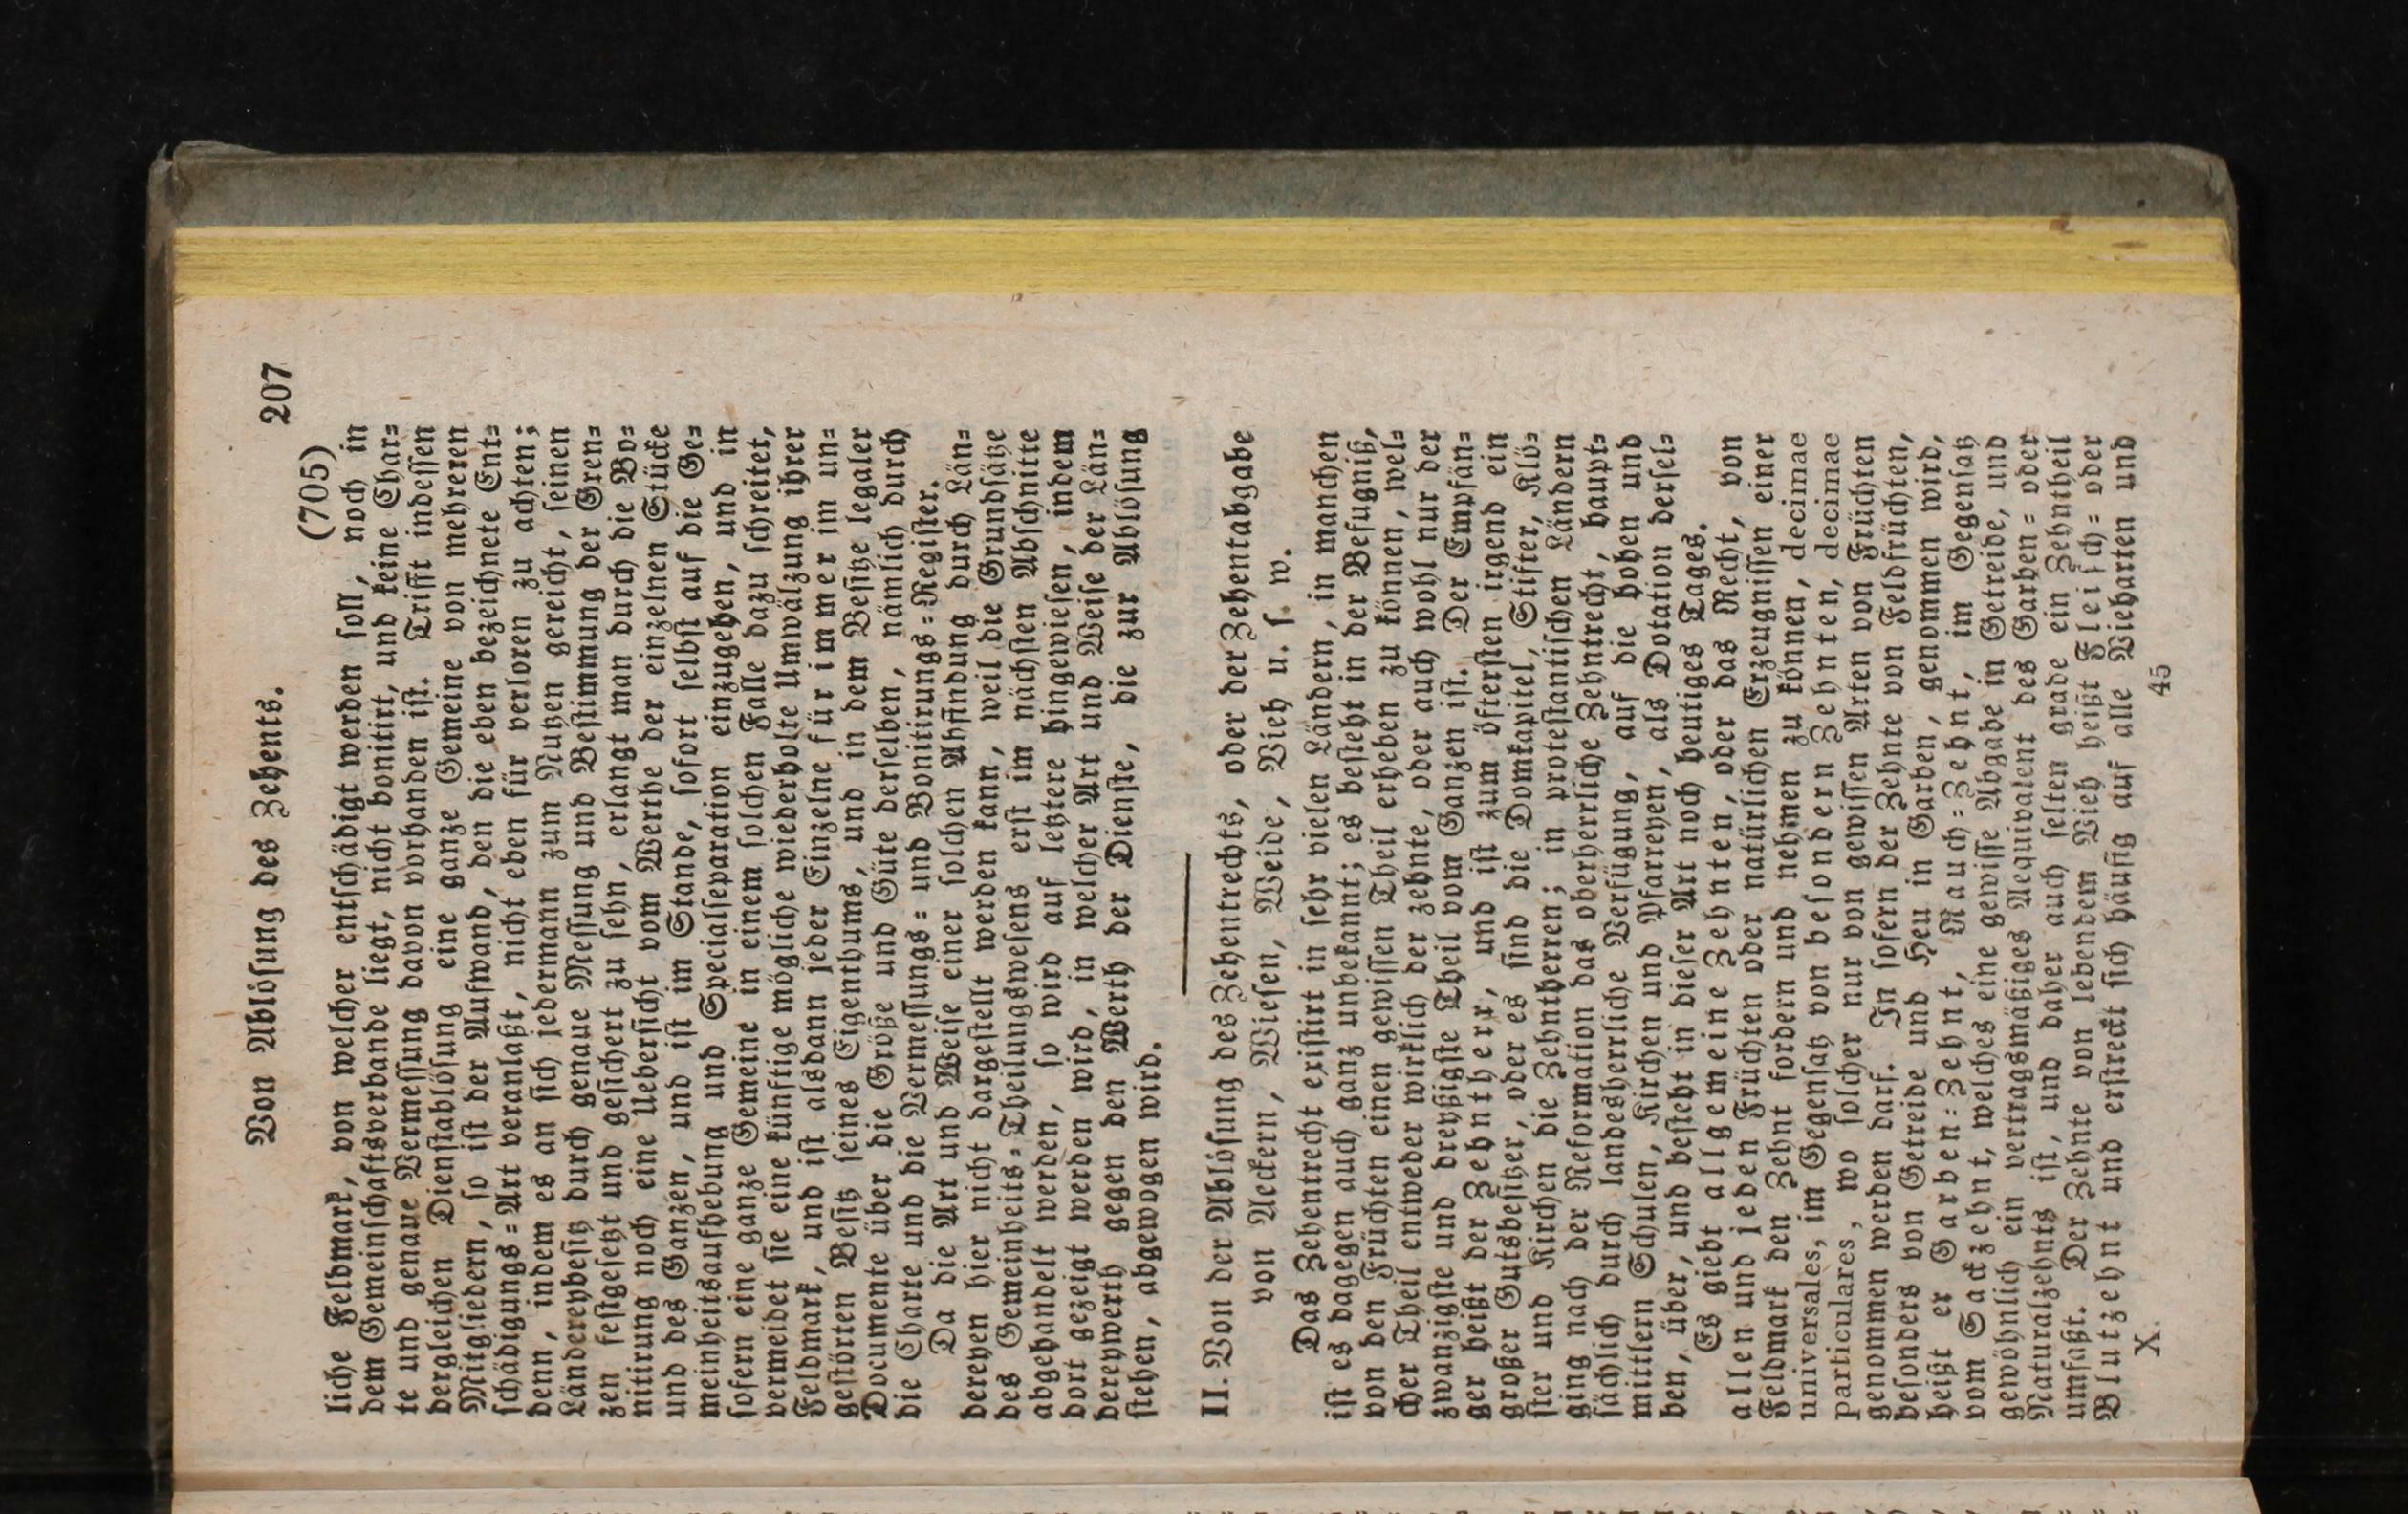 Von Ablöſung des Zehents. 207
(705)
liche Feldmark, von welcher entſchädigt werden ſoll, noch in
dem Gemeinſchaftsverbande liegt, nicht bonitirt, und keine Char⸗
te und genaue Vermeſſung davon vorhanden iſt. Trifft indeſſen
dergleichen Dienſtablöſung eine ganze Gemeine von mehreren
Mitgliedern, ſo iſt der Aufwand, den die eben bezeichnete Ent⸗
ſchädigungs⸗Art veranlaßt, nicht eben für verloren zu achten;
denn, indem es an ſich jedermann zum Nutzen gereicht, ſeinen
Ländereybeſitz durch genaue Meſſung und Beſtimmung der Gren⸗
zen feſtgeſetzt und geſichert zu ſehn, erlangt man durch die Bo⸗
nitirung noch eine Ueberſicht vom Werthe der einzelnen Stücke
und des Ganzen, und iſt im Stande, ſofort ſelbſt auf die Ge⸗
meinheitsaufhebung und Specialſeparation einzugehen, und in
ſofern eine ganze Gemeine in einem ſolchen Falle dazu ſchreitet,
vermeidet ſie eine künftige mögliche wiederholte Umwälzung ihrer
Feldmark, und iſt alsdann jeder Einzelne für immer im un⸗
geſtörten Beſitz ſeines Eigenthums, und in dem Beſitze legaler
Documente über die Größe und Güte derſelben, nämlich durch
die Charte und die Vermeſſungs⸗ und Bonitirungs⸗Regiſter.
Da die Art und Weiſe einer ſolchen Abfindung durch Län⸗
dereyen hier nicht dargeſtellt werden kann, weil die Grundſätze
des Gemeinheits⸗Theilungsweſens erſt im nächſten Abſchnitte
abgehandelt werden, ſo wird auf letztere hingewieſen, indem
dort gezeigt werden wird, in welcher Art und Weiſe der Län⸗
dereywerth gegen den Werth der Dienſte, die zur Ablöſung
ſtehen, abgewogen wird.
II. Von der Ablöſung des Zehentrechts, oder der Zehentabgabe
von Aeckern, Wieſen, Weide, Vieh u. ſ. w.
Das Zehentrecht exiſtirt in ſehr vielen Ländern, in manchen
iſt es dagegen auch ganz unbekannt; es beſteht in der Befugniß,
von den Früchten einen gewiſſen Theil erheben zu können, wel⸗
cher Theil entweder wirklich der zehnte, oder auch wohl nur der
zwanzigſte und dreyßigſte Theil vom Ganzen iſt. Der Empfän⸗
ger heißt der Zehntherr, und iſt zum öfterſten irgend ein
großer Gutsbeſitzer, oder es ſind die Domkapitel, Stifter, Klö⸗
ſter und Kirchen die Zehntherren; in proteſtantiſchen Ländern
ging nach der Reformation das oberherrliche Zehntrecht, haupt⸗
ſächlich durch landesherrliche Verfügung, auf die hohen und
mittlern Schulen, Kirchen und Pfarreyen, als Dotation derſel⸗
ben, über, und beſteht in dieſer Art noch heutiges Tages.
Es giebt allgemeine Zehnten, oder das Recht, von
allen und jeden Früchten oder natürlichen Erzeugniſſen einer
Feldmark den Zehnt fordern und nehmen zu können, decimae
universales, im Gegenſatz von beſondern Zehnten, decimae
particulares, wo ſolcher nur von gewiſſen Arten von Früchten
genommen werden darf. In ſofern der Zehnte von Feldfrüchten,
beſonders von Getreide und Heu in Garben, genommen wird,
heißt er Garben⸗Zehnt, Rauch⸗Zehnt, im Gegenſatz
vom Sackzehnt, welches eine gewiſſe Abgabe in Getreide, und
gewöhnlich ein vertragsmäßiges Aequivalent des Garben⸗ oder
Naturalzehnts iſt, und daher auch ſelten grade ein Zehntheil
umfaßt. Der Zehnte von lebendem Vieh heißt Fleiſch⸗ oder
Blutzehnt und erſtreckt ſich häufig auf alle Vieharten und
X. 45